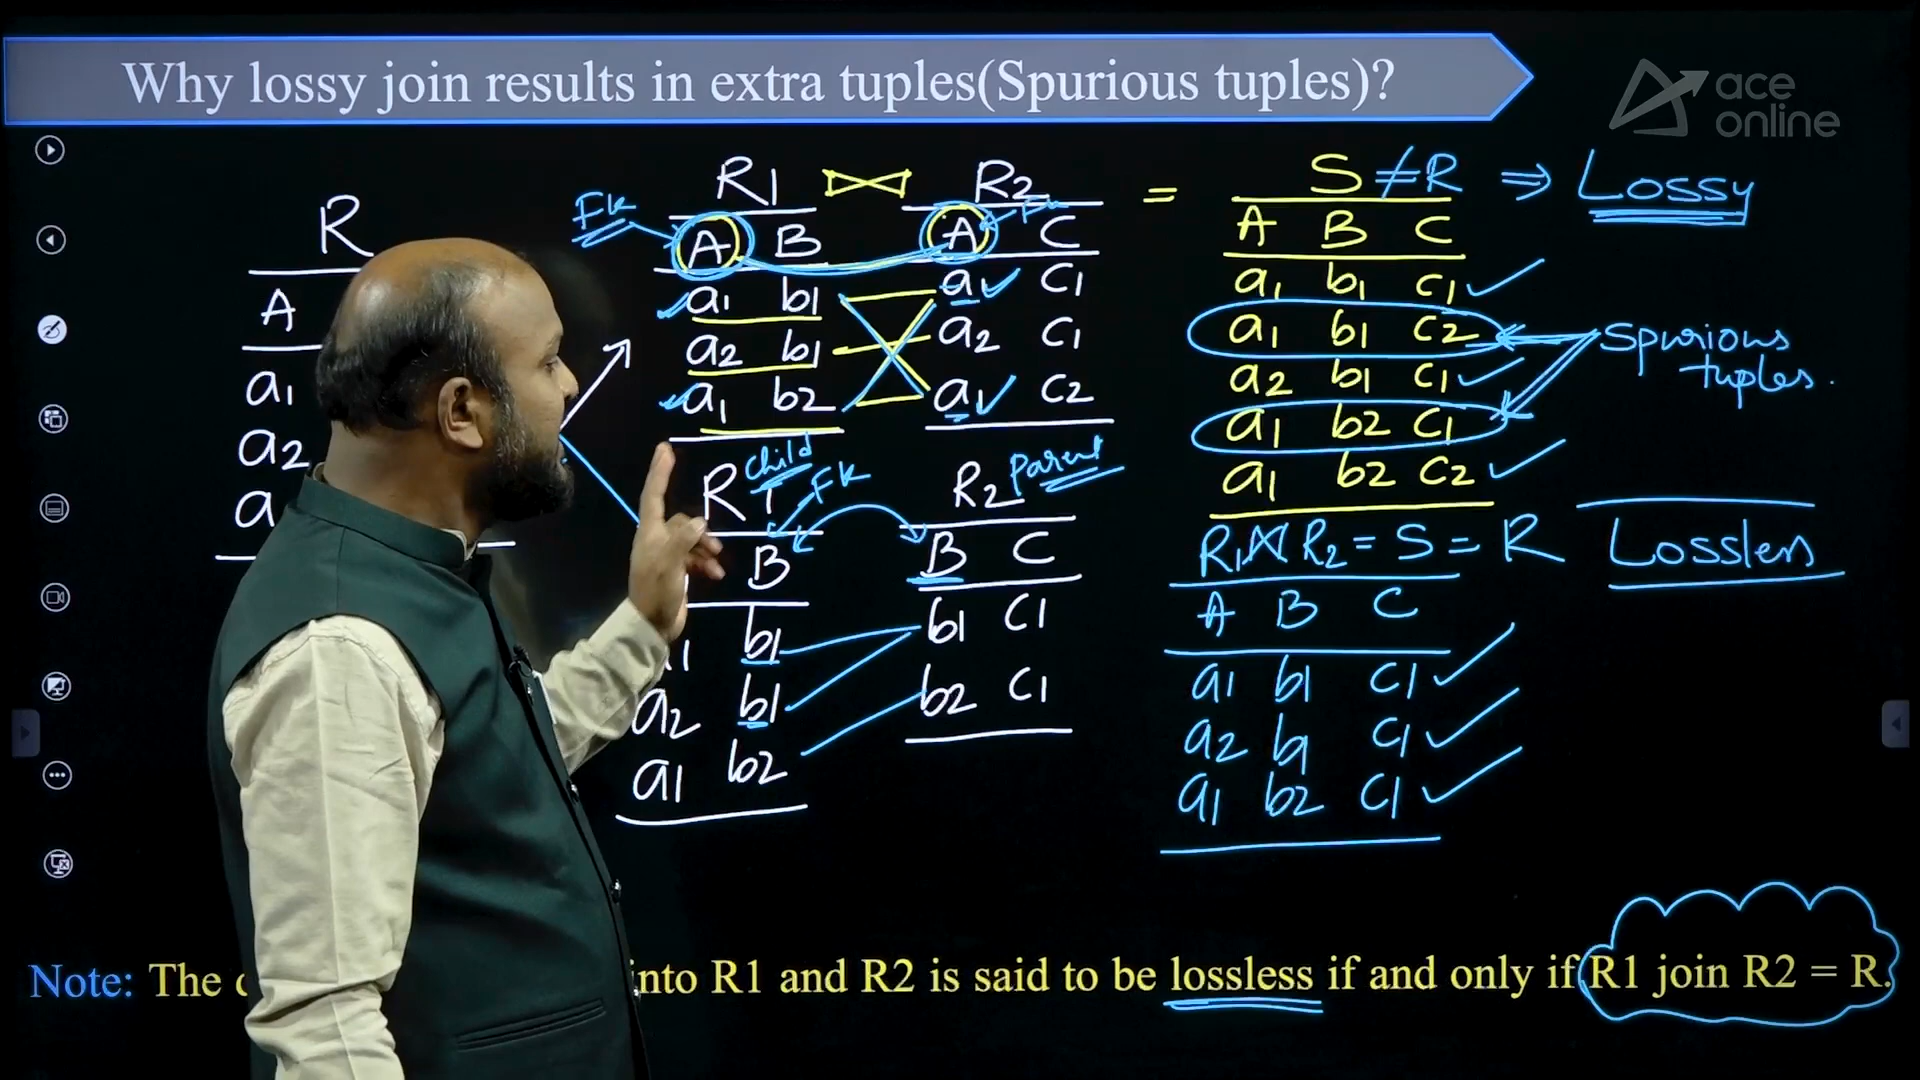 Why lossy join results in extra tuples(Spurious tuples)?
ace
online
R
A
a1
a2
a
R1 ⋈ R2 = S ≠ R ⇒ Lossy
FK
FK
A B
a1 b1
a2 b1
a1 b2
A C
a1 C1
a2 C1
a1 C2
A B C
a1 b1 C1
a1 b1 C2
a2 b1 C1
a1 b2 C1
a1 b2 C2
Spurious
tuples.
R1 child
FK
B
b1
a2 b1
a1 b2
R2 parent
B C
b1 C1
b2 C1
R1 ⋈ R2 = S = R Lossless
A B C
a1 b1 C1
a2 b1 C1
a1 b2 C1
Note: The into R1 and R2 is said to be lossless if and only if R1 join R2 = R.